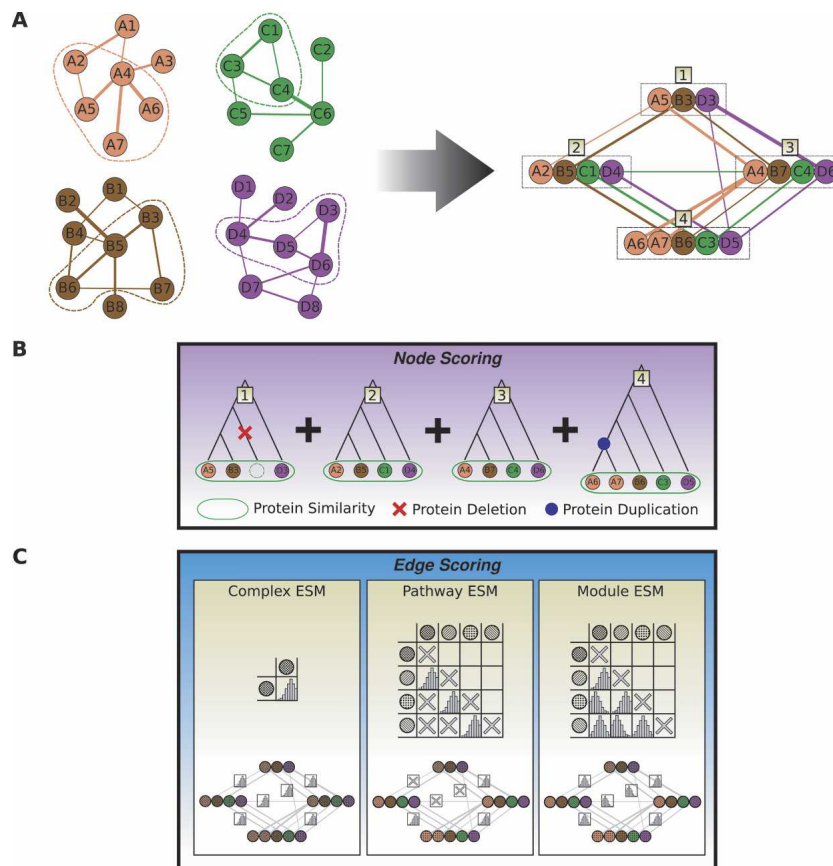 A
A1
A2
A4
A3
A5
A6
A7
C1
C2
C3
C4
C5
C6
C7
B1
B2
B3
B4
B5
B6
B7
B8
D1
D2
D3
D4
D5
D6
D7
D8
1
A5 B3 D3
2
3
A2 B5 C1 D4
A4 B7 C4 D6
4
A6 A7 B6 C3 D5
B
Node Scoring
1 2 3 4
A5 B3 D3
A2 B5 C1 D4
A4 B7 C4 D6
A6 A7 B6 C3 D5
Protein Similarity Protein Deletion Protein Duplication
C
Edge Scoring
Complex ESM Pathway ESM Module ESM